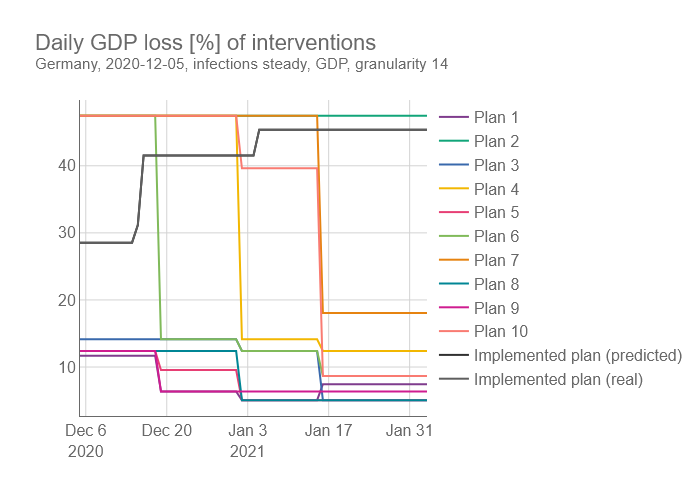 Daily GDP loss [%] of interventions
Germany, 2020-12-05, infections steady, GDP, granularity 14
40
30
20
10
Dec 6
2020
Dec 20
Jan 3
2021
Jan 17
Jan 31
Plan 1
Plan 2
Plan 3
Plan 4
Plan 5
Plan 6
Plan 7
Plan 8
Plan 9
Plan 10
Implemented plan (predicted)
Implemented plan (real)